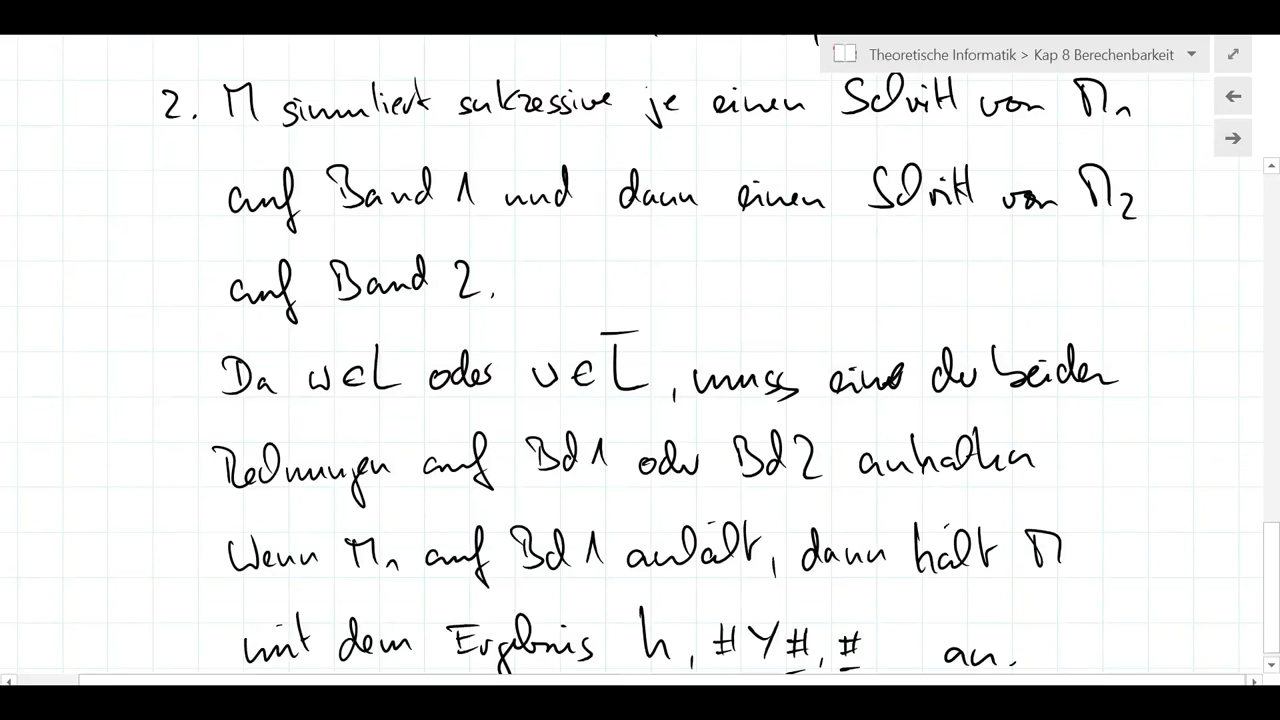 Theoretische Informatik > Kap 8 Berechenbarkeit
2. M simuliert sukzessive je einen Schritt von M₁
auf Band 1 und dann einen Schritt von M₂
auf Band 2.
Da w∈L oder w∈L̅, muss eine der beiden
Rechnungen auf Bd 1 oder Bd 2 anhalten
Wenn M₁ auf Bd 1 anhält, dann hält M
mit dem Ergebnis h, #Y#̲, #̲ an.